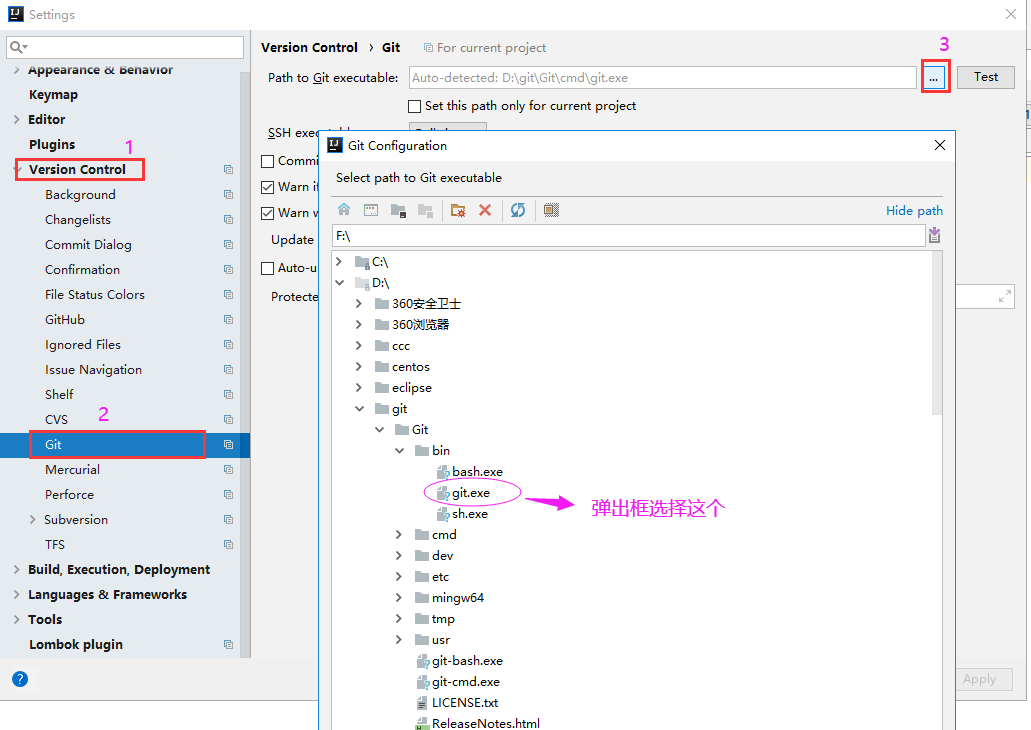 Settings
Appearance & Behavior
Keymap
Editor
Plugins
1
Version Control
Background
Changelists
Commit Dialog
Confirmation
File Status Colors
GitHub
Ignored Files
Issue Navigation
Shelf
CVS
2
Git
Mercurial
Perforce
Subversion
TFS
Build, Execution, Deployment
Languages & Frameworks
Tools
Lombok plugin
Version Control › Git For current project
3
Path to Git executable: Auto-detected: D:\git\Git\cmd\git.exe ... Test
Set this path only for current project
SSH
Commi
Warn i
Warn
Update
Auto-u
Protecte
Git Configuration
Select path to Git executable
Hide path
F:\
C:\
D:\
360安全卫士
360浏览器
ccc
centos
eclipse
git
Git
bin
bash.exe
git.exe
弹出框选择这个
sh.exe
cmd
dev
etc
mingw64
tmp
usr
git-bash.exe
git-cmd.exe
LICENSE.txt
ReleaseNotes.html
Apply